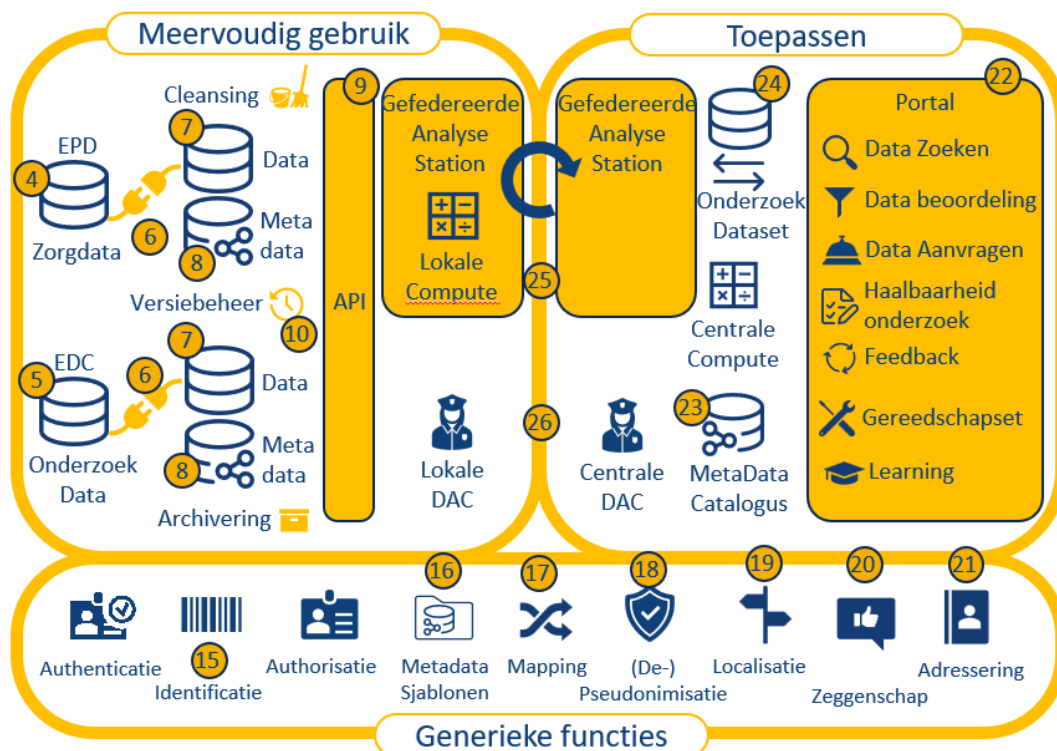 Meervoudig gebruik
Cleansing
7
EPD
Data
4
6
Meta
data
Zorgdata
8
Versiebeheer
10
7
EDC
6
Data
5
Meta
data
8
Onderzoek
Data
Archivering
9
API
Gefedereerde
Analyse
Station
Lokale
Compute
Lokale
DAC
25
26
Toepassen
Gefedereerde
Analyse
Station
24
Onderzoek
Dataset
Centrale
Compute
23
Centrale
DAC
MetaData
Catalogus
22
Portal
Data Zoeken
Data beoordeling
Data Aanvragen
Haalbaarheid
onderzoek
Feedback
Gereedschapset
Learning
Authenticatie
15
Identificatie
Authorisatie
16
Metadata
Sjablonen
17
Mapping
18
(De-)
Pseudonimisatie
19
Localisatie
20
Zeggenschap
21
Adressering
Generieke functies